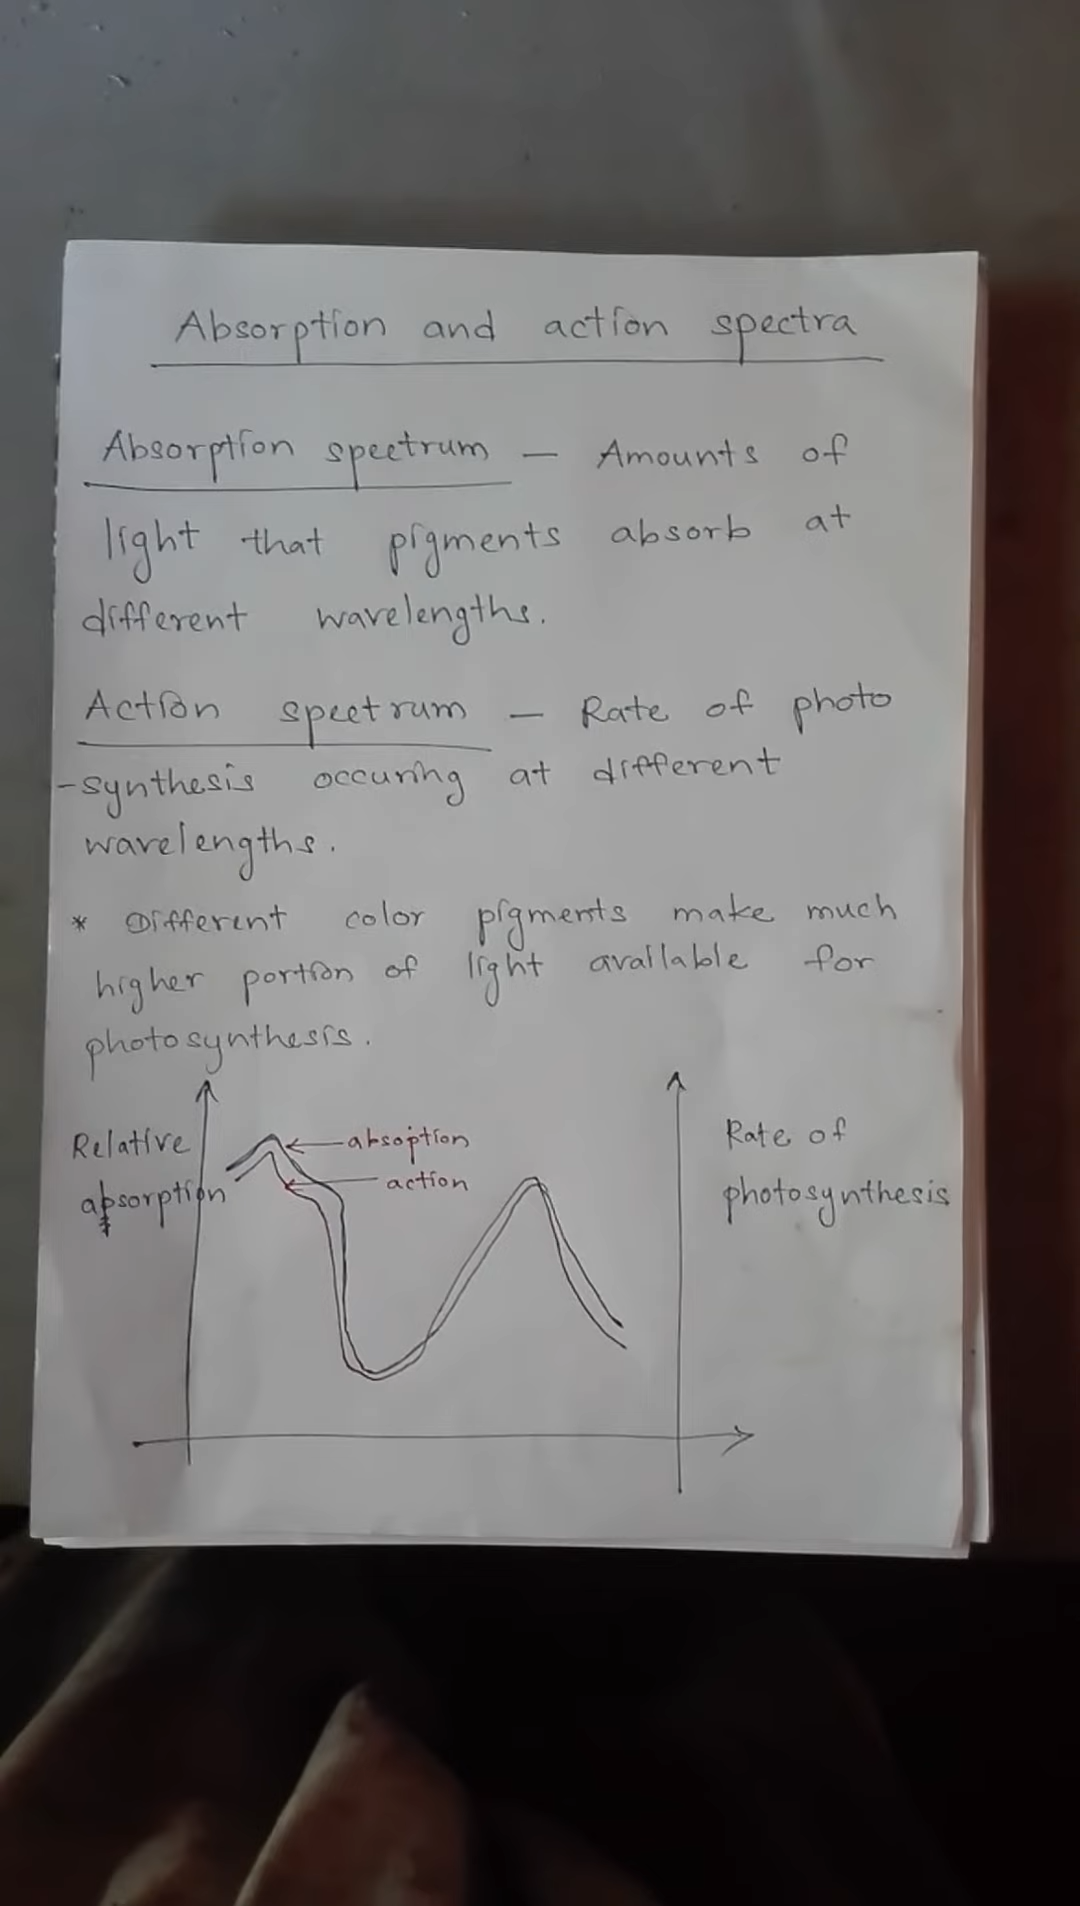 Absorption and action spectra
Absorption spectrum – Amounts of
light that pigments absorb at
different wavelengths.
Action spectrum – Rate of photo
-synthesis occuring at different
wavelengths.
* Different color pigments make much
higher portion of light available for
photosynthesis.
Relative
absorption
absoption
action
Rate of
photosynthesis